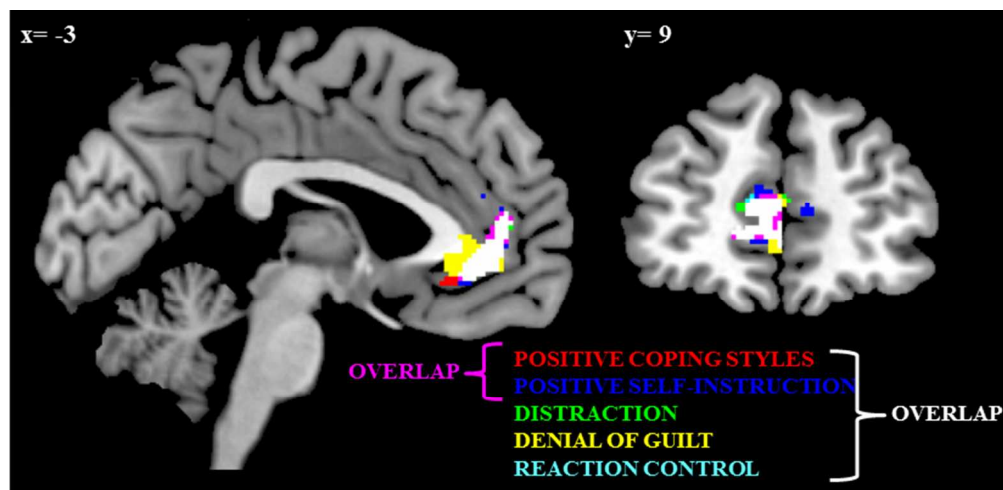 x= -3
y= 9
OVERLAP
POSITIVE COPING STYLES
POSITIVE SELF-INSTRUCTION
DISTRACTION
DENIAL OF GUILT
REACTION CONTROL
OVERLAP